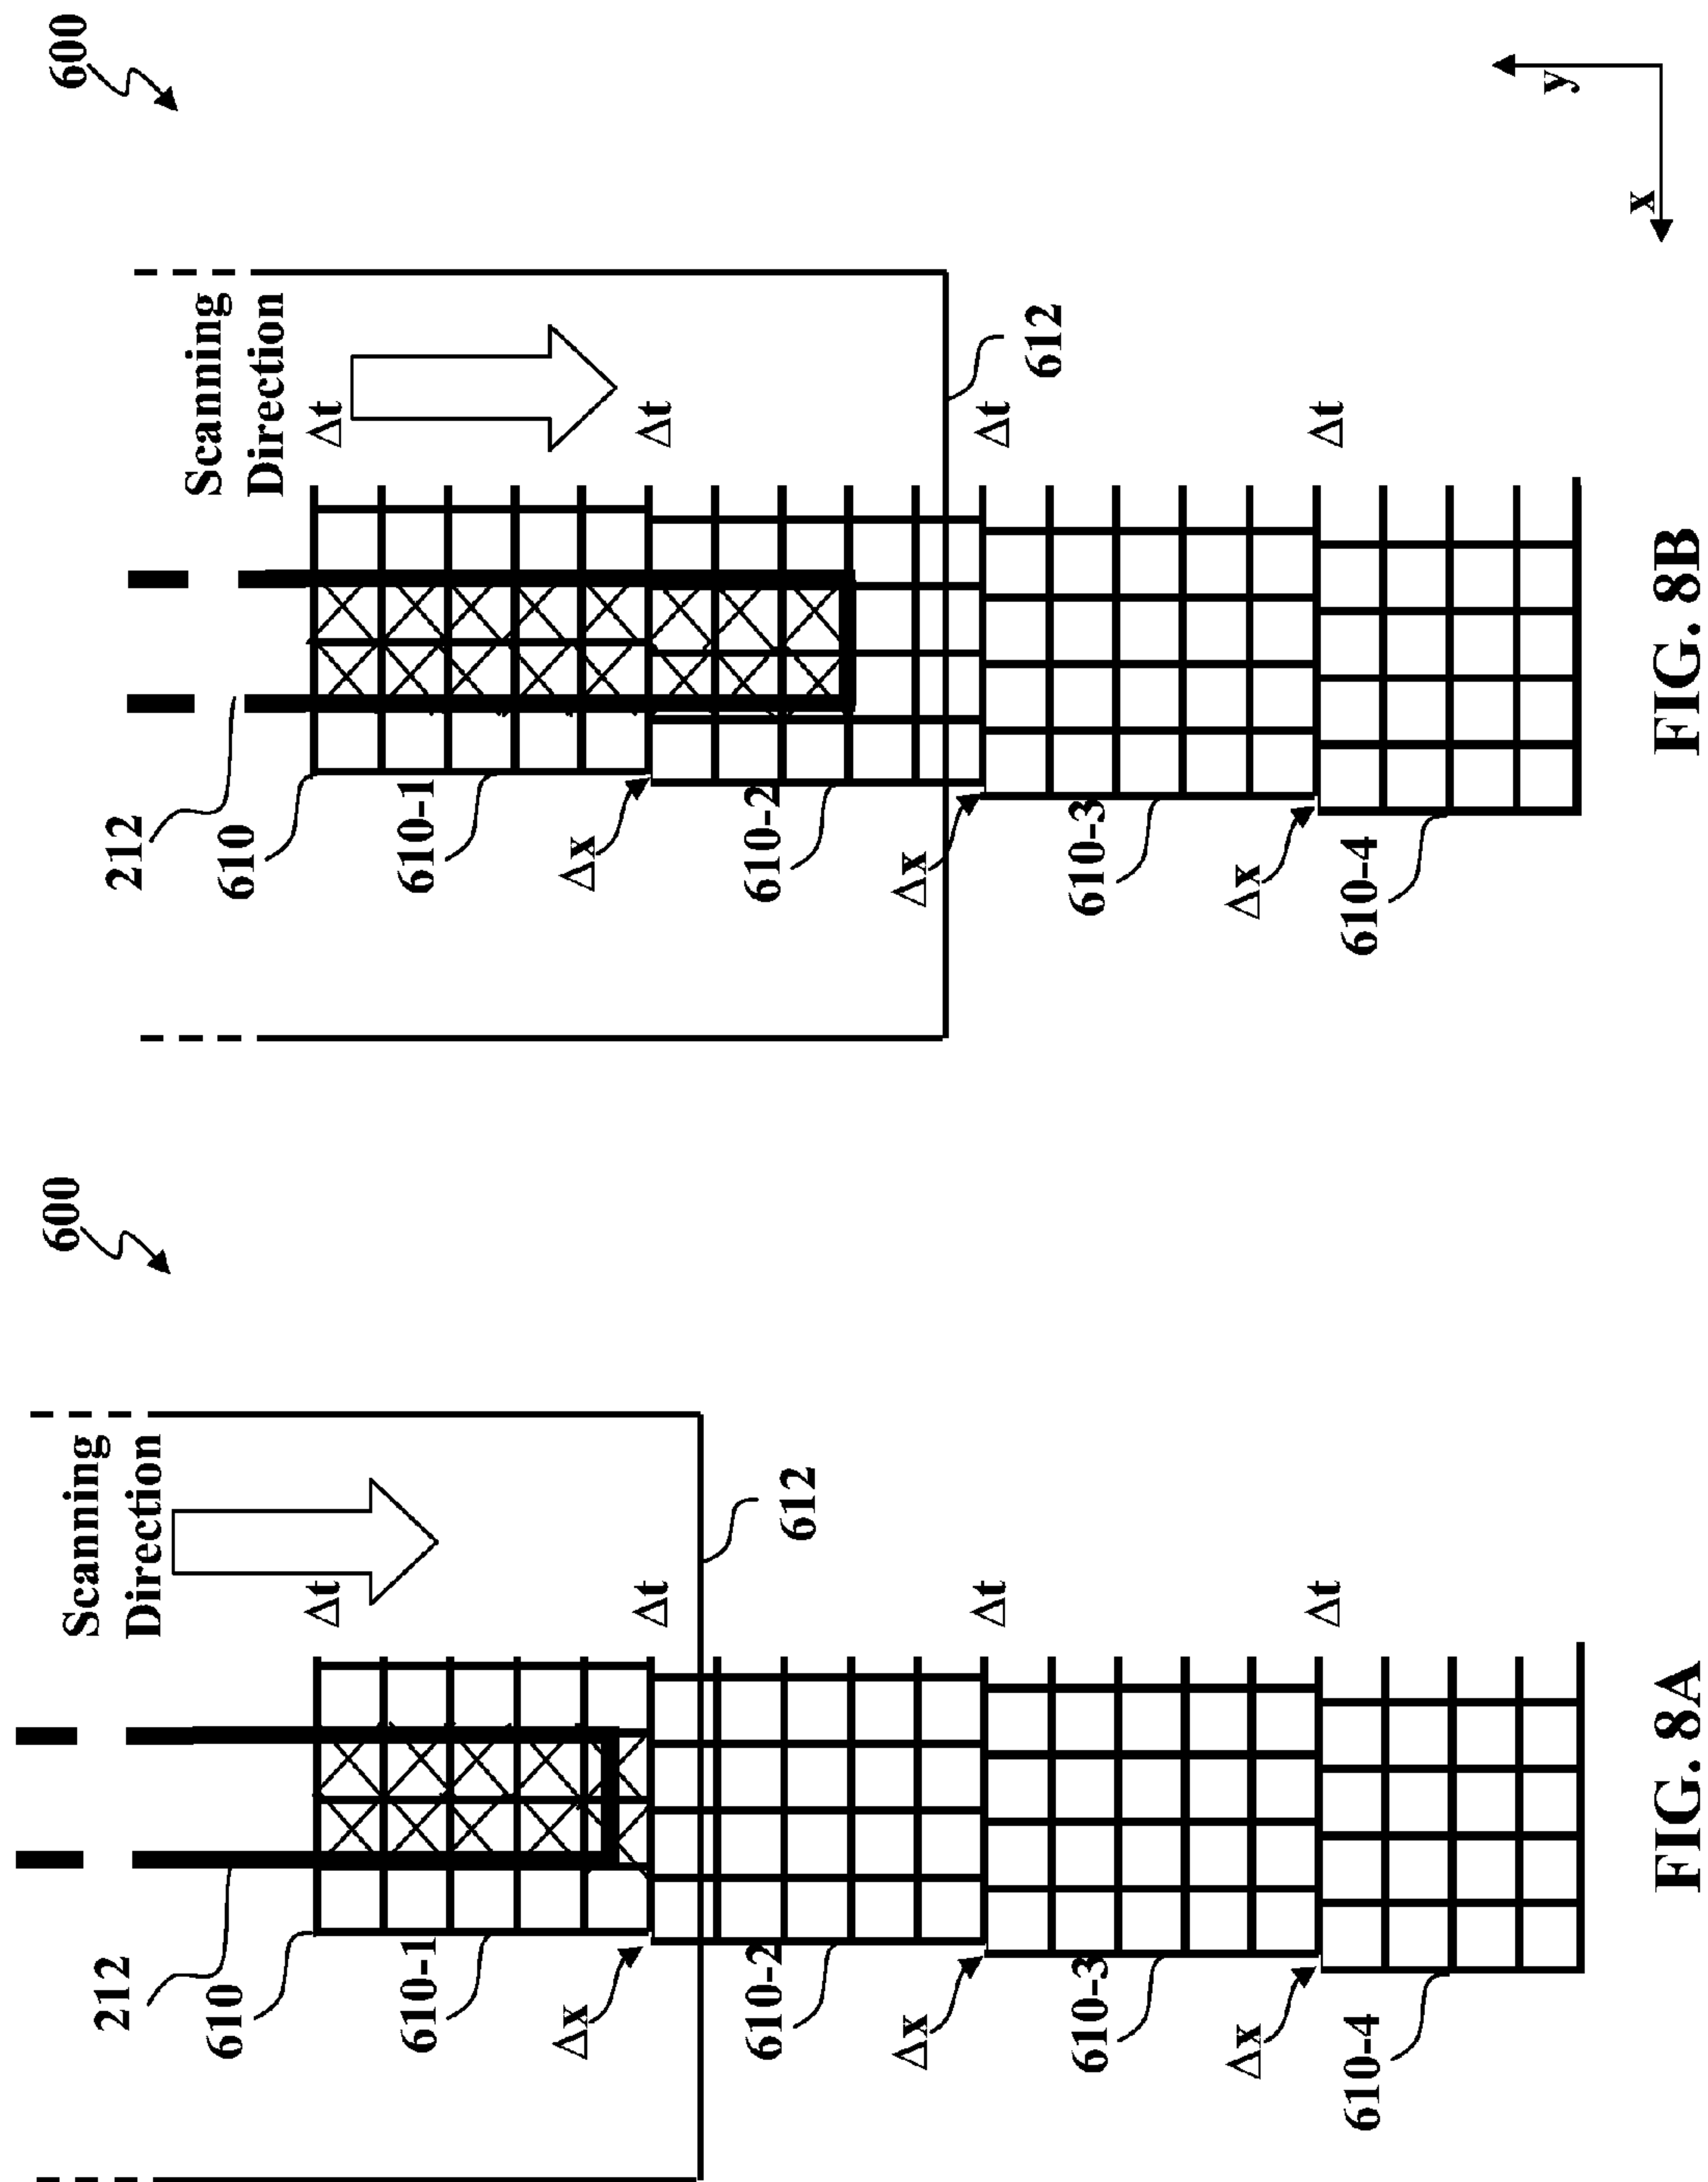 600
Scanning
Direction
212
610
Δt
610-1
Δx
Δt
612
610-2
Δx
Δt
610-3
Δx
Δt
610-4
FIG. 8A
600
Scanning
Direction
212
610
Δt
610-1
Δx
Δt
610-2
612
Δx
Δt
610-3
Δx
Δt
610-4
y
x
FIG. 8B